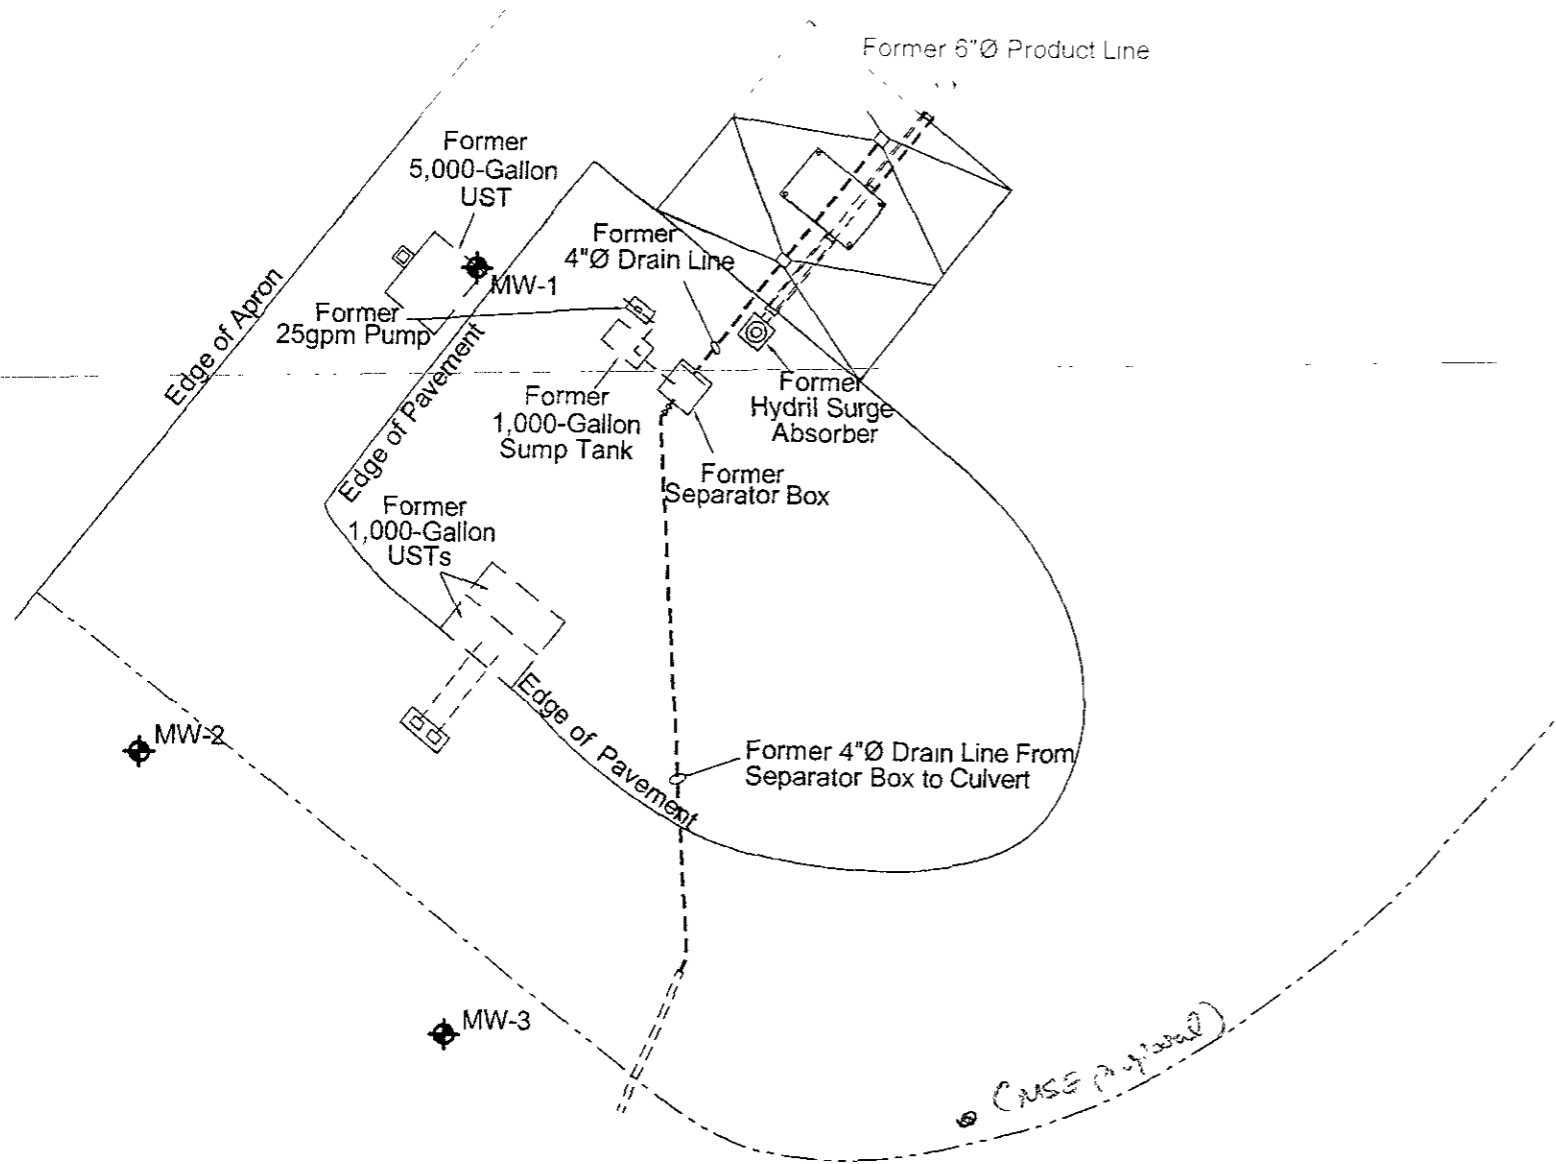 Former 6"Ø Product Line
Former
5,000-Gallon
UST
Former
4"Ø Drain Line
MW-1
Former
25gpm Pump
Edge of Apron
Edge of Pavement
Former
1,000-Gallon
Sump Tank
Former
Hydril Surge
Absorber
Former
Separator Box
Former
1,000-Gallon
USTs
Edge of Pavement
MW-2
Former 4"Ø Drain Line From
Separator Box to Culvert
MW-3